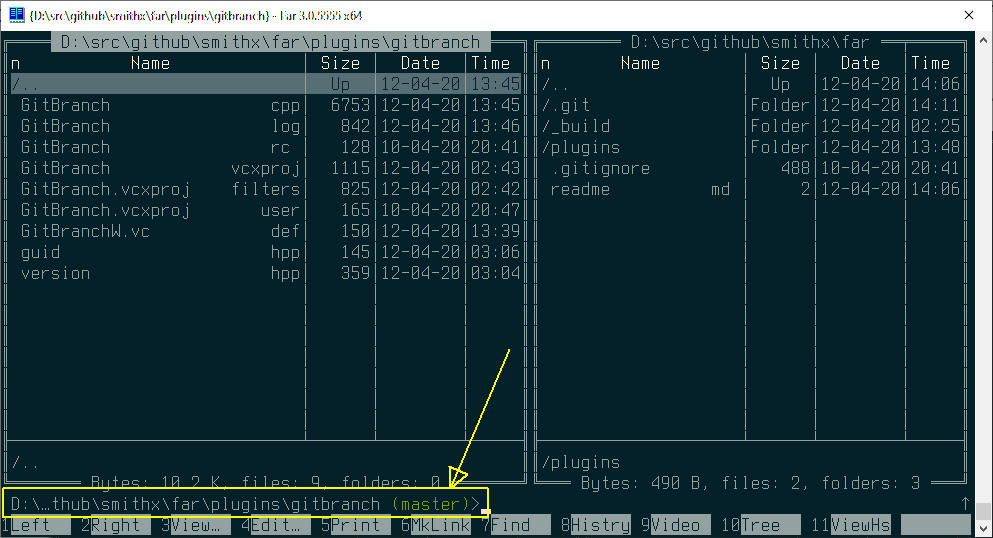 {D:\src\github\smithx\far\plugins\gitbranch} - Far 3.0.5555 x64
D:\src\github\smithx\far\plugins\gitbranch
n Name Size Date Time
/.. Up 12-04-20 13:45
GitBranch cpp 6753 12-04-20 13:45
GitBranch log 842 12-04-20 13:46
GitBranch rc 128 10-04-20 20:41
GitBranch vcxproj 1115 12-04-20 02:43
GitBranch.vcxproj filters 825 12-04-20 02:42
GitBranch.vcxproj user 165 10-04-20 20:47
GitBranchW.vc def 150 12-04-20 13:39
guid hpp 145 12-04-20 03:06
version hpp 359 12-04-20 03:04
/..
Bytes: 10.2 K, files: 9, folders: 0
D:\src\github\smithx\far
n Name Size Date Time
/.. Up 12-04-20 14:06
/.git Folder 12-04-20 14:11
/_build Folder 12-04-20 02:25
/plugins Folder 12-04-20 13:48
.gitignore 488 10-04-20 20:41
readme md 2 12-04-20 14:06
/plugins
Bytes: 490 B, files: 2, folders: 3
D:\…thub\smithx\far\plugins\gitbranch (master)> ↑
1Left 2Right 3View… 4Edit… 5Print 6MkLink 7Find 8Histry 9Video 10Tree 11ViewHs